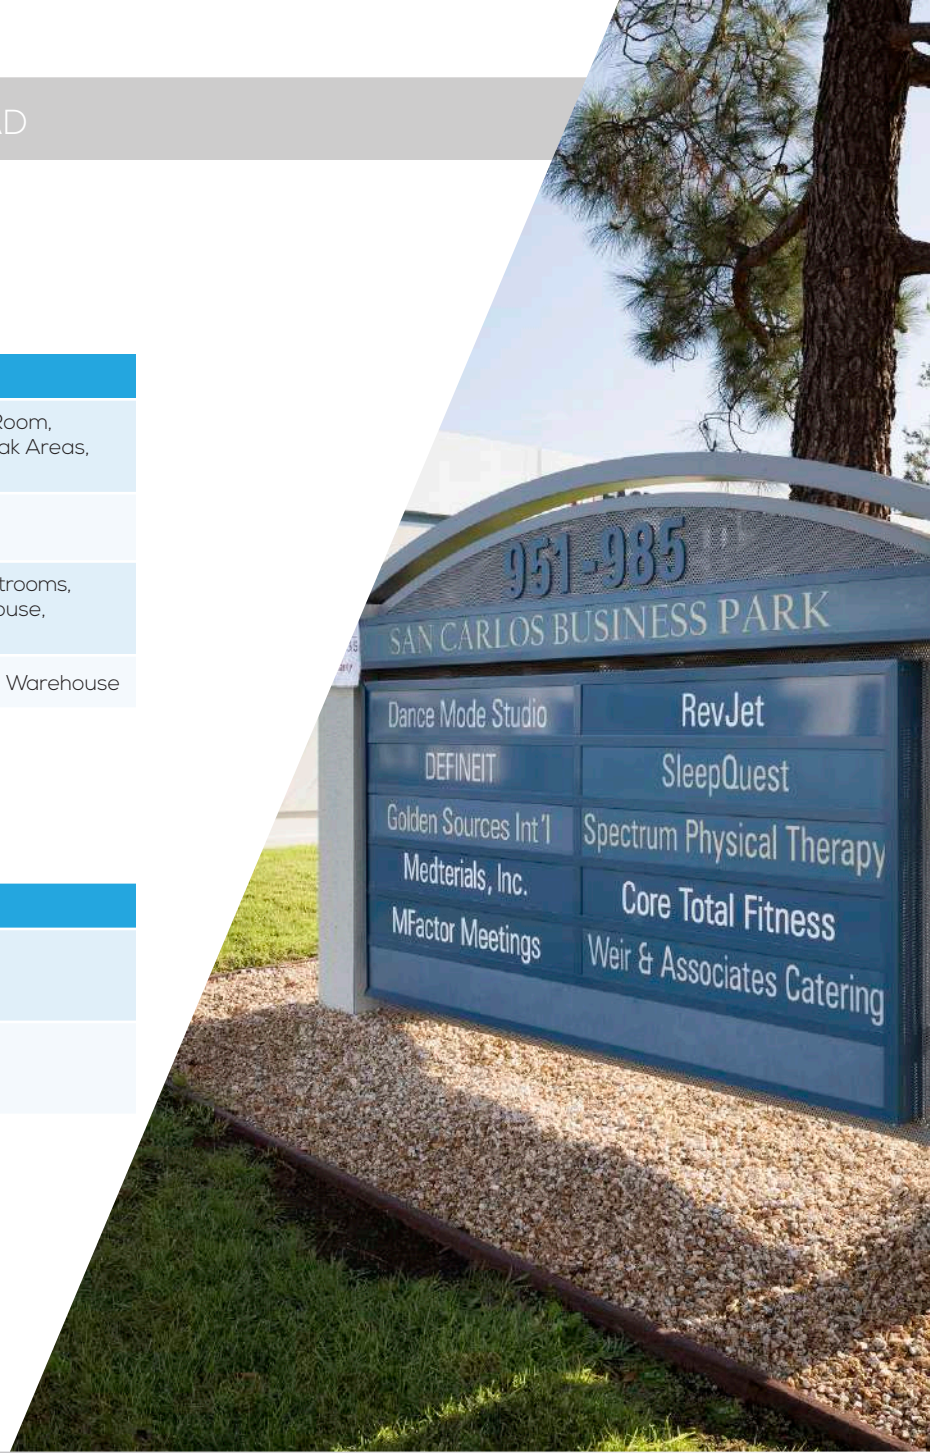 AD
Room,
ak Areas,
trooms,
ouse,
Warehouse
951-985
SAN CARLOS BUSINESS PARK
Dance Mode Studio
DEFINEIT
Golden Sources Int'l
Medterials, Inc.
MFactor Meetings
RevJet
SleepQuest
Spectrum Physical Therapy
Core Total Fitness
Weir & Associates Catering